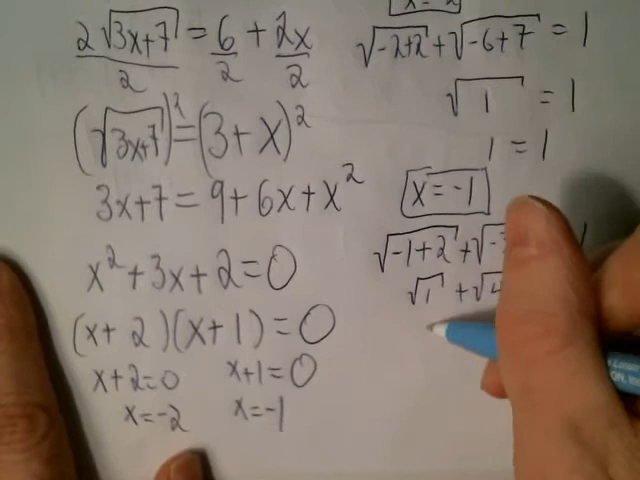 2√(3x+7)/2 = 6/2 + 2x/2
(√(3x+7))² = (3+x)²
3x+7 = 9+6x+x²
x²+3x+2=0
(x+2)(x+1)=0
x+2=0 x+1=0
x=-2 x=-1
√(-2+2)+√(-6+7) = 1
√1 = 1
1 = 1
x=-1
√(-1+2)+√(-
√1+√4